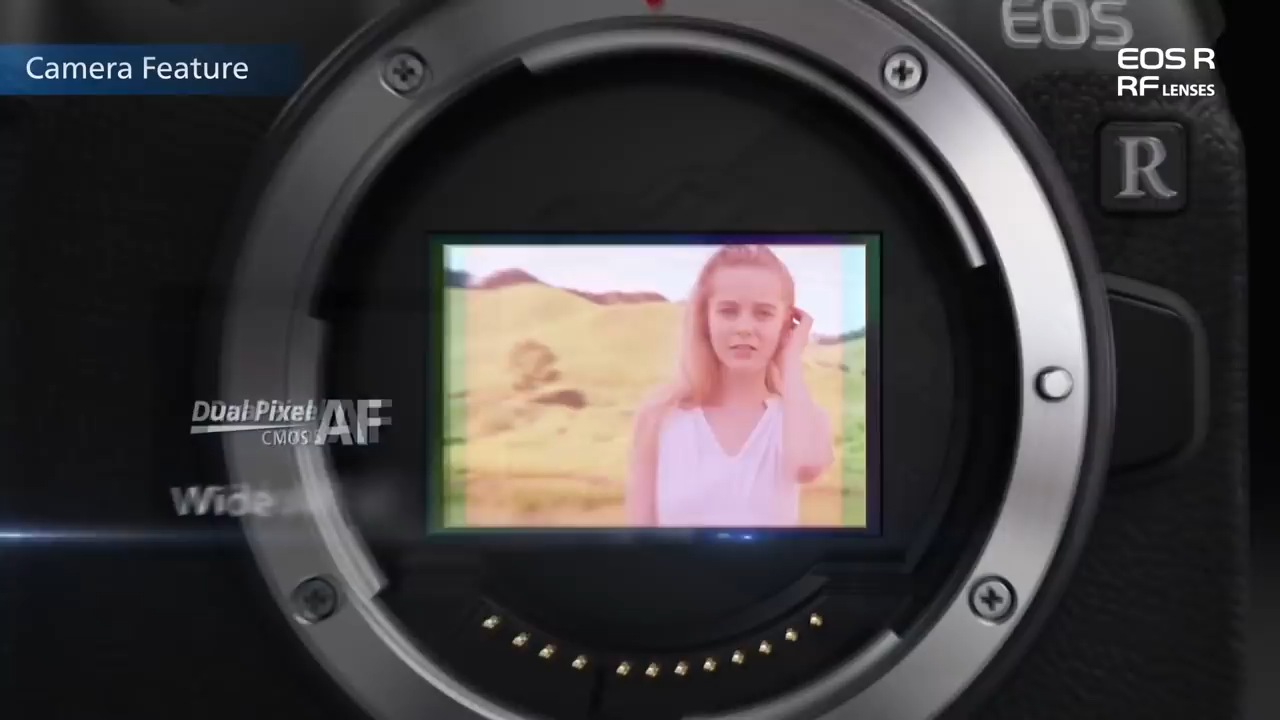 Camera Feature
EOS
EOS R
RF LENSES
R
Dual Pixel
CMOS AF
Wide